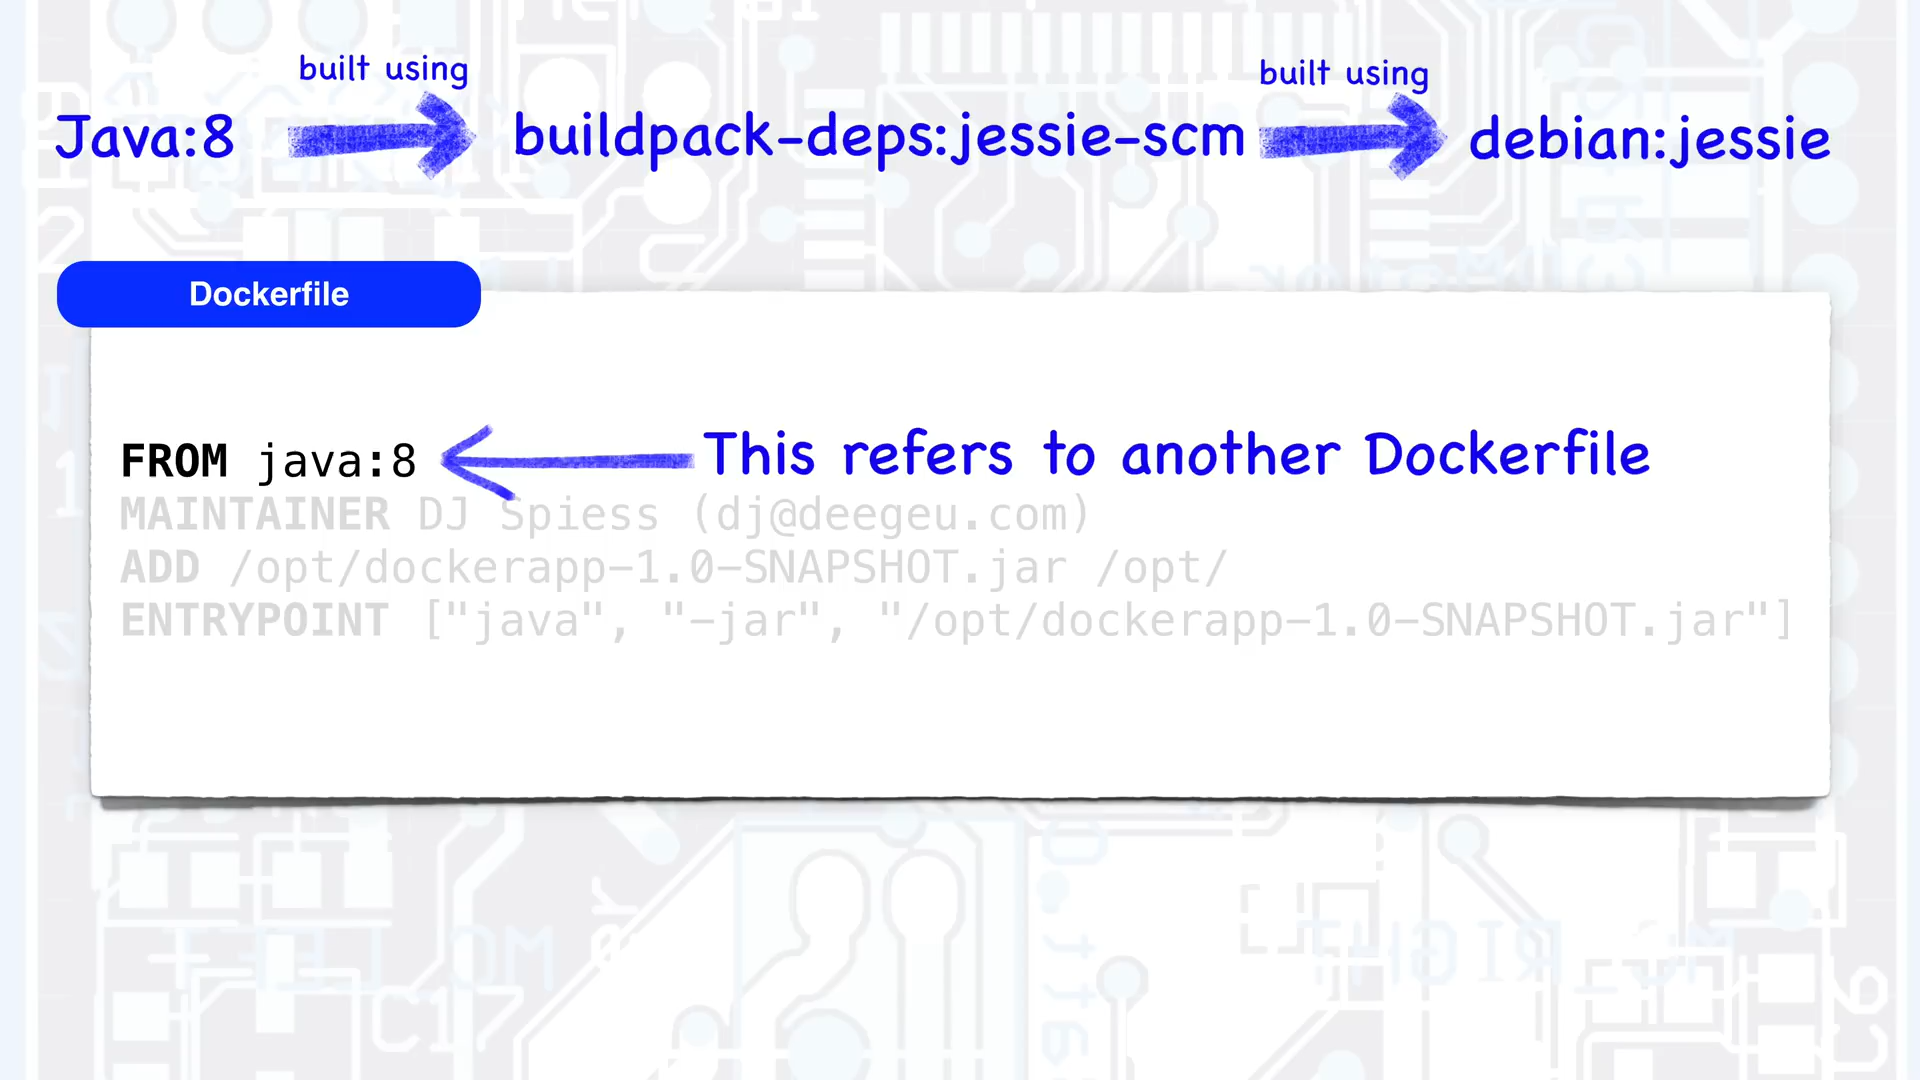 built using
built using
Java:8
buildpack-deps:jessie-scm
debian:jessie
Dockerfile
FROM java:8
This refers to another Dockerfile
MAINTAINER DJ Spiess (dj@deegeu.com)
ADD /opt/dockerapp-1.0-SNAPSHOT.jar /opt/
ENTRYPOINT ["java", "-jar", "/opt/dockerapp-1.0-SNAPSHOT.jar"]
C17